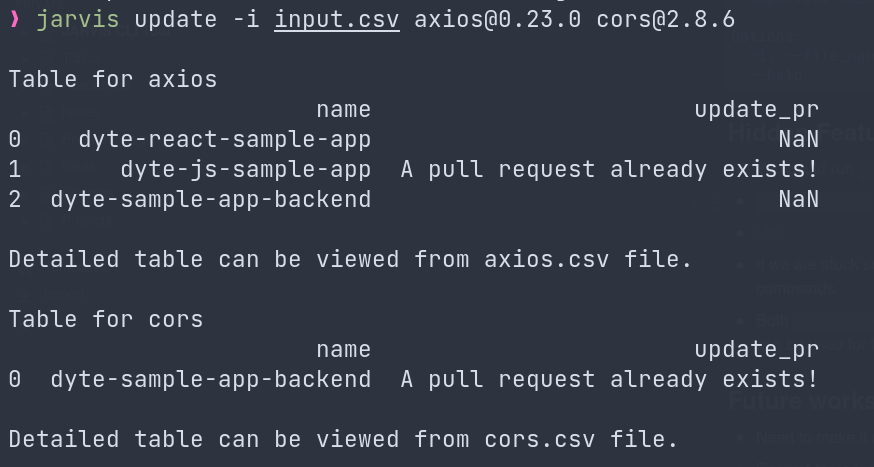 ❯ jarvis update -i input.csv axios@0.23.0 cors@2.8.6
Table for axios
name update_pr
0 dyte-react-sample-app NaN
1 dyte-js-sample-app A pull request already exists!
2 dyte-sample-app-backend NaN
Detailed table can be viewed from axios.csv file.
Table for cors
name update_pr
0 dyte-sample-app-backend A pull request already exists!
Detailed table can be viewed from cors.csv file.
Future works